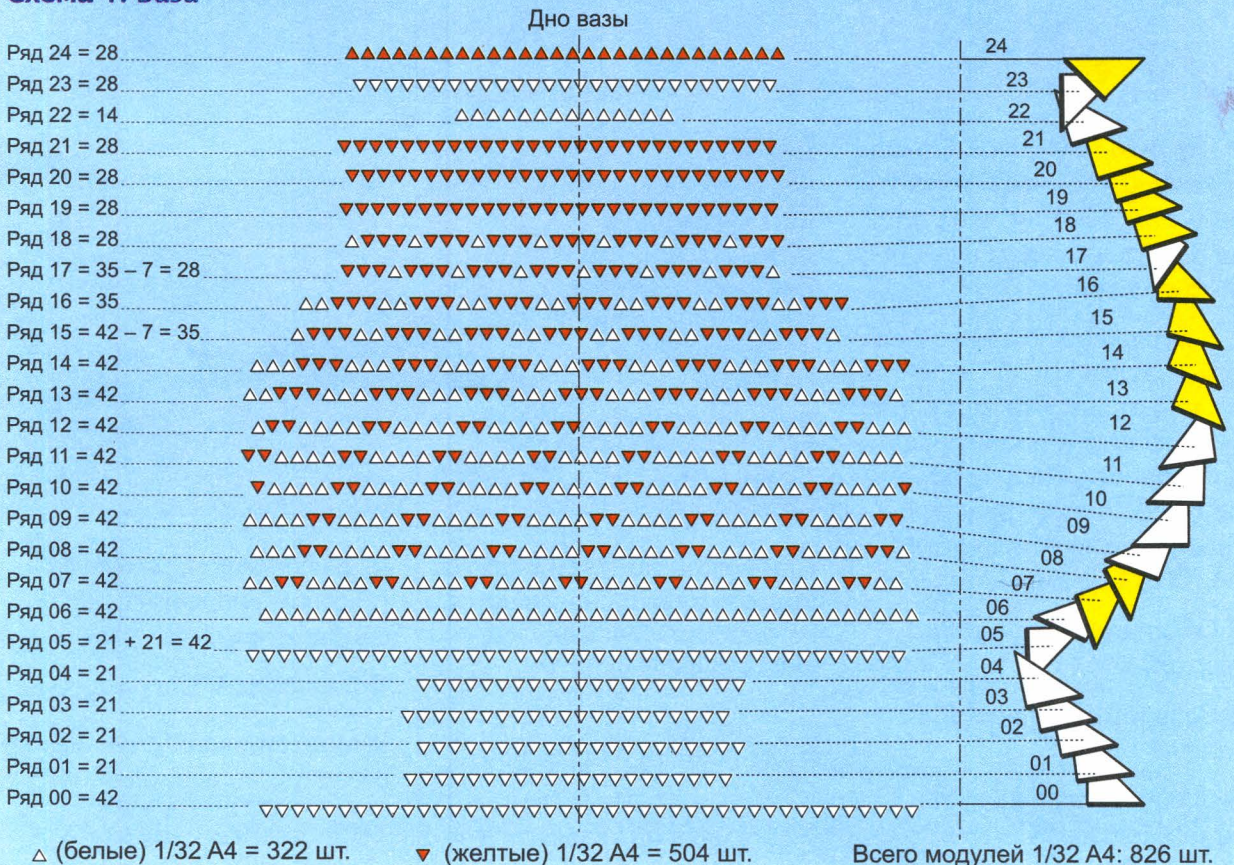 Дно вазы
Ряд 24 = 28
24
Ряд 23 = 28
23
Ряд 22 = 14
22
Ряд 21 = 28
21
Ряд 20 = 28
20
Ряд 19 = 28
19
Ряд 18 = 28
18
Ряд 17 = 35 – 7 = 28
17
Ряд 16 = 35
16
Ряд 15 = 42 – 7 = 35
15
Ряд 14 = 42
14
Ряд 13 = 42
13
Ряд 12 = 42
12
Ряд 11 = 42
11
Ряд 10 = 42
10
Ряд 09 = 42
09
Ряд 08 = 42
08
Ряд 07 = 42
07
Ряд 06 = 42
06
Ряд 05 = 21 + 21 = 42
05
Ряд 04 = 21
04
Ряд 03 = 21
03
Ряд 02 = 21
02
Ряд 01 = 21
01
Ряд 00 = 42
00
(белые) 1/32 А4 = 322 шт.
(желтые) 1/32 А4 = 504 шт.
Всего модулей 1/32 А4: 826 шт.